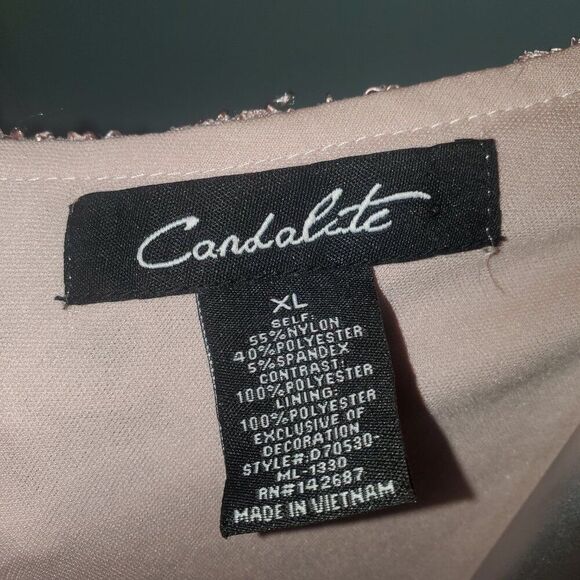 Candalite
XL
SELF:
55%NYLON
40%POLYESTER
5%SPANDEX
CONTRAST:
100%POLYESTER
LINING:
100%POLYESTER
EXCLUSIVE OF
DECORATION
STYLE#:D70530-
ML-1330
RN#142687
MADE IN VIETNAM